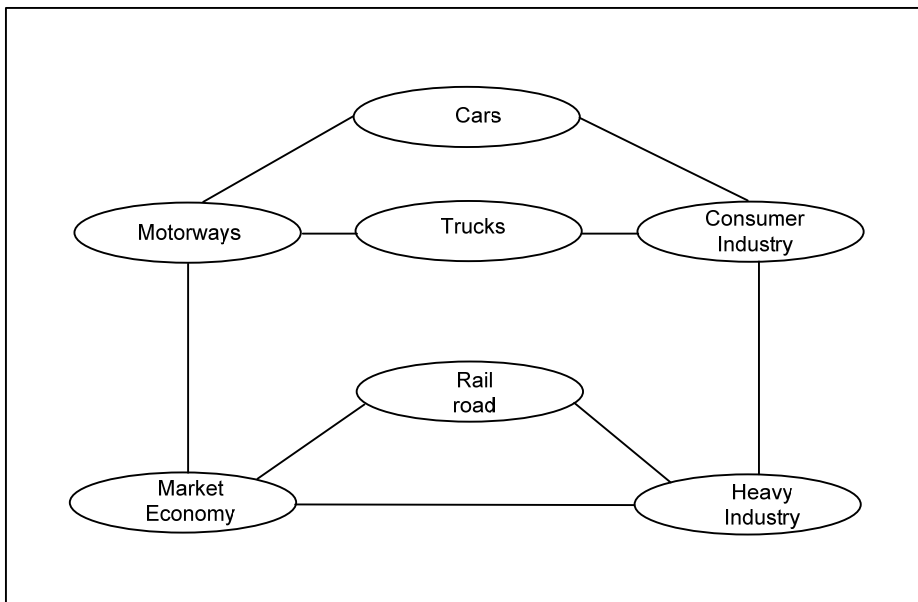 Cars
Motorways
Trucks
Consumer
Industry
Rail
road
Market
Economy
Heavy
Industry